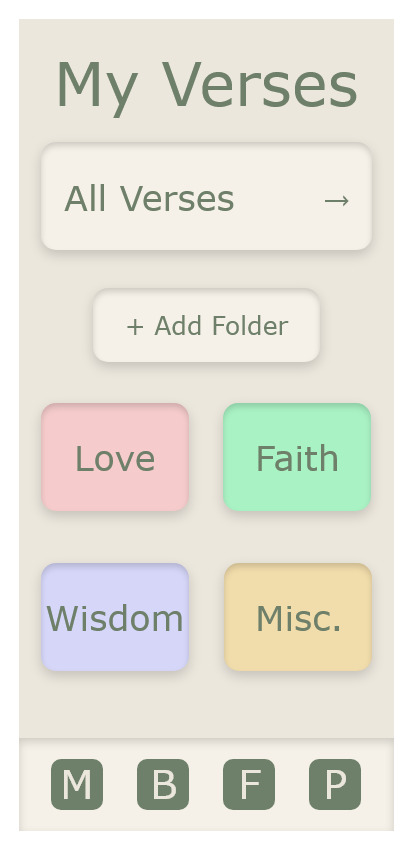 My Verses
All Verses →
+ Add Folder
Love Faith
Wisdom Misc.
M B F P